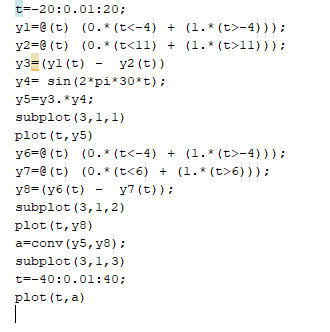 t=-20:0.01:20;
y1=@(t) (0.*(t<-4) + (1.*(t>-4)));
y2=@(t) (0.*(t<11) + (1.*(t>11)));
y3=(y1(t) - y2(t))
y4= sin(2*pi*30*t);
y5=y3.*y4;
subplot(3,1,1)
plot(t,y5)
y6=@(t) (0.*(t<-4) + (1.*(t>-4)));
y7=@(t) (0.*(t<6) + (1.*(t>6)));
y8=(y6(t) - y7(t));
subplot(3,1,2)
plot(t,y8)
a=conv(y5,y8);
subplot(3,1,3)
t=-40:0.01:40;
plot(t,a)